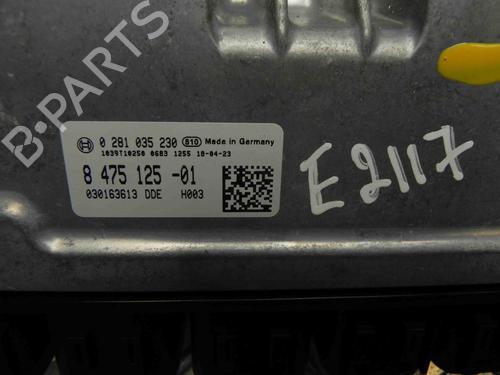 B-PARTS
0 281 035 230 S10 Made in Germany
1039T10250 0683 1255 18-04-23
8 475 125 -01
030163613 DDE H003
E2117